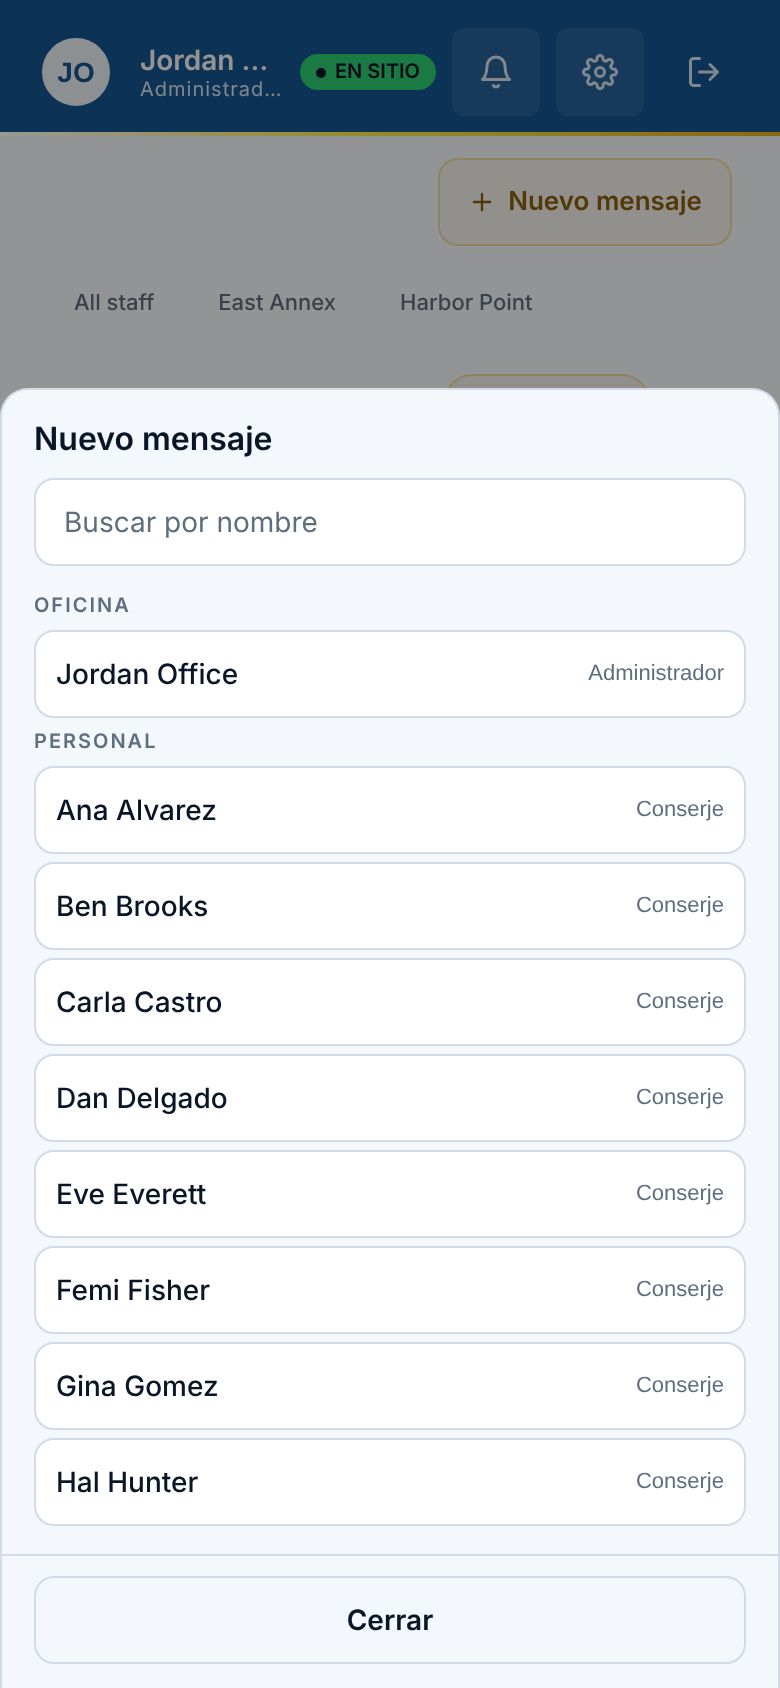 JO
Jordan ...
Administrad...
EN SITIO
+ Nuevo mensaje
All staff
East Annex
Harbor Point
Nuevo mensaje
Buscar por nombre
OFICINA
Jordan Office
Administrador
PERSONAL
Ana Alvarez
Conserje
Ben Brooks
Conserje
Carla Castro
Conserje
Dan Delgado
Conserje
Eve Everett
Conserje
Femi Fisher
Conserje
Gina Gomez
Conserje
Hal Hunter
Conserje
Cerrar